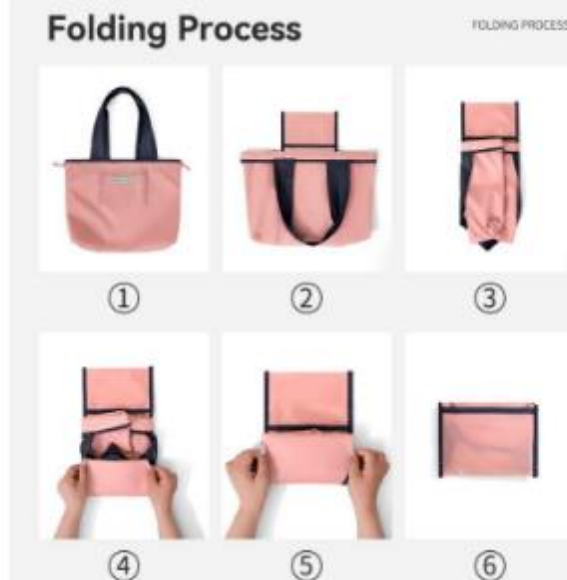 Folding Process
FOLDING PROCESS
① ② ③
④ ⑤ ⑥